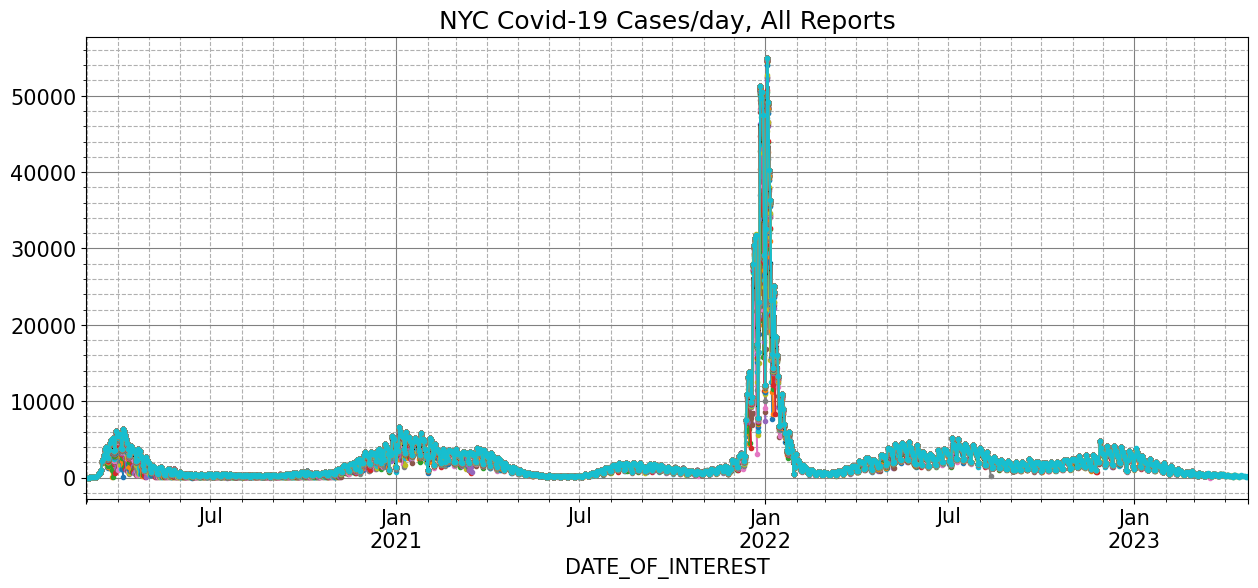 NYC Covid-19 Cases/day, All Reports
50000
40000
30000
20000
10000
0
Jul Jan Jul Jan Jul Jan
2021 2022 2023
DATE_OF_INTEREST